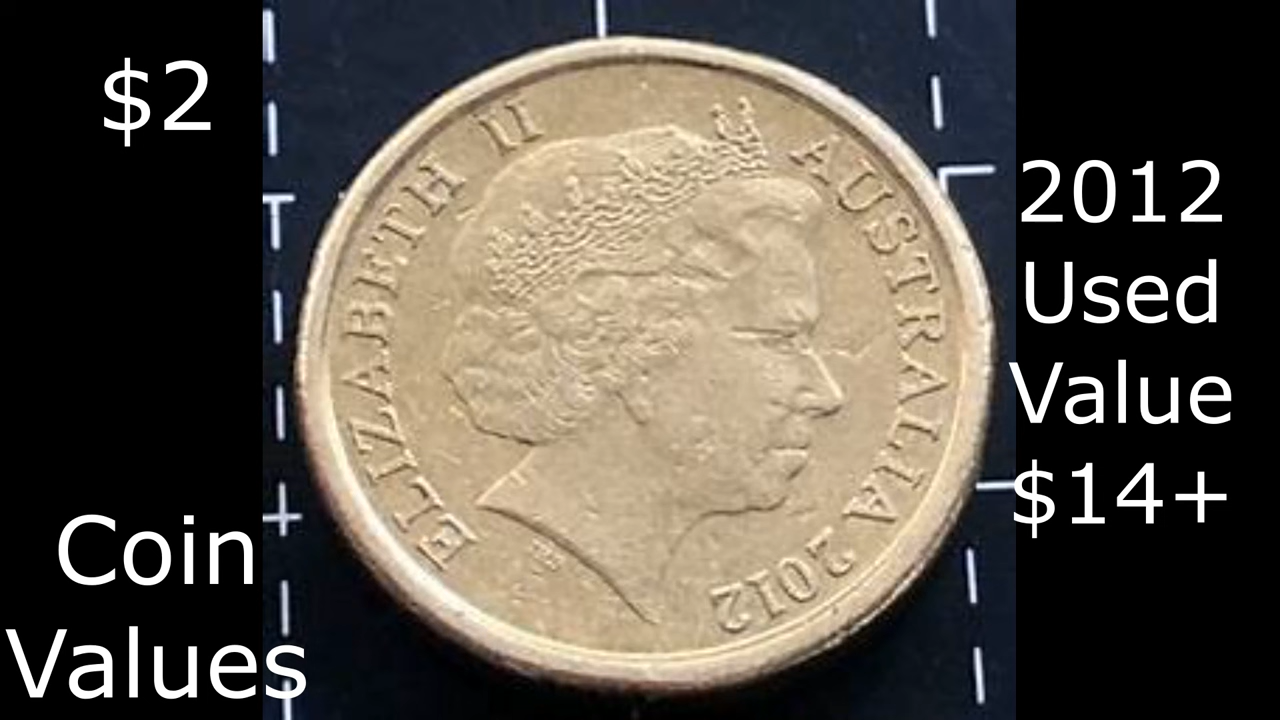 $2
Coin
Values
ELIZABETH II
AUSTRALIA 2012
2012
Used
Value
$14+